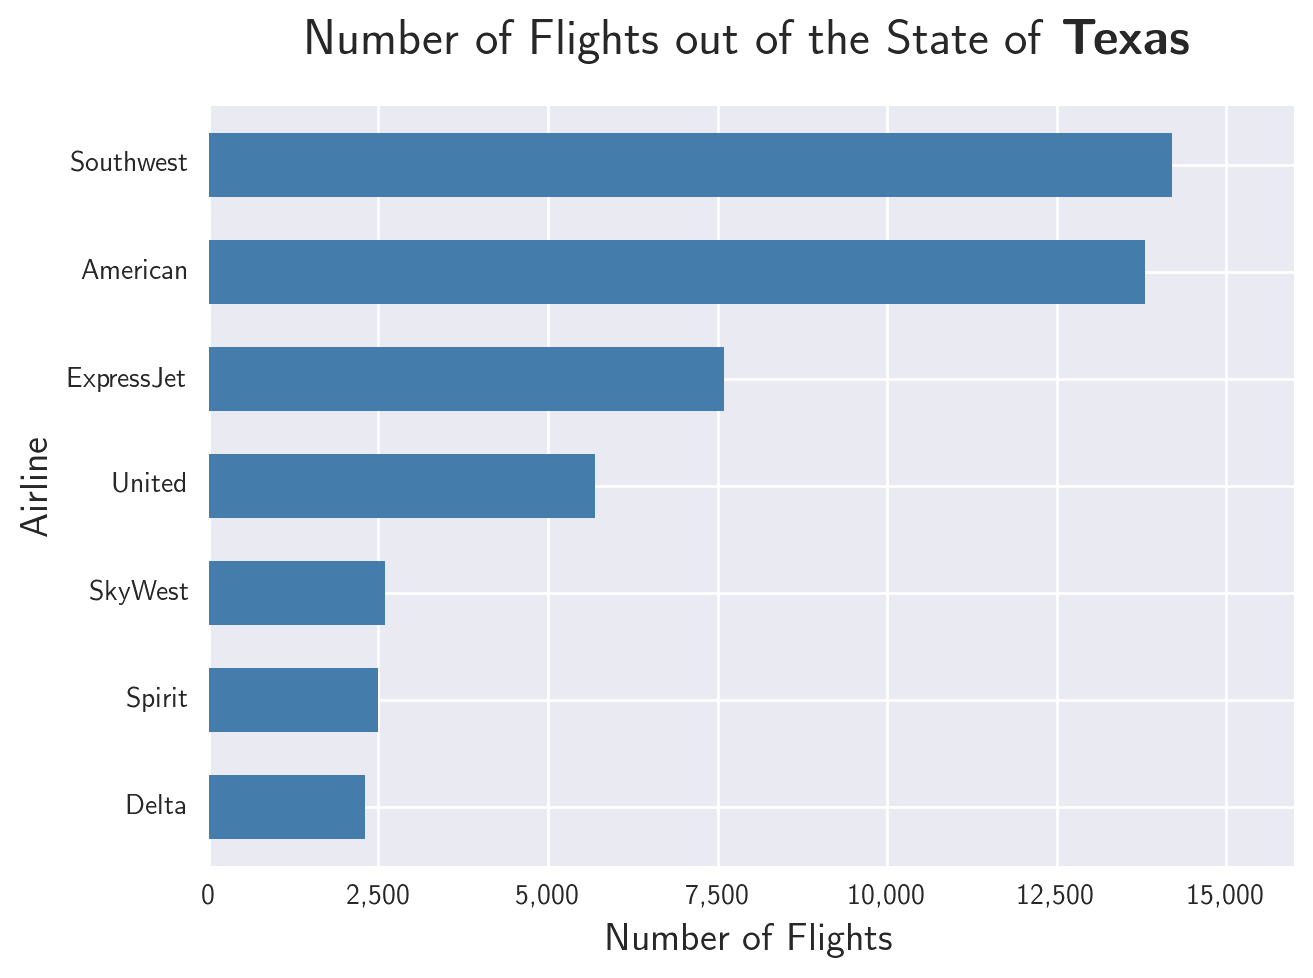 Number of Flights out of the State of Texas
Southwest
American
ExpressJet
United
SkyWest
Spirit
Delta
Airline
0 2,500 5,000 7,500 10,000 12,500 15,000
Number of Flights